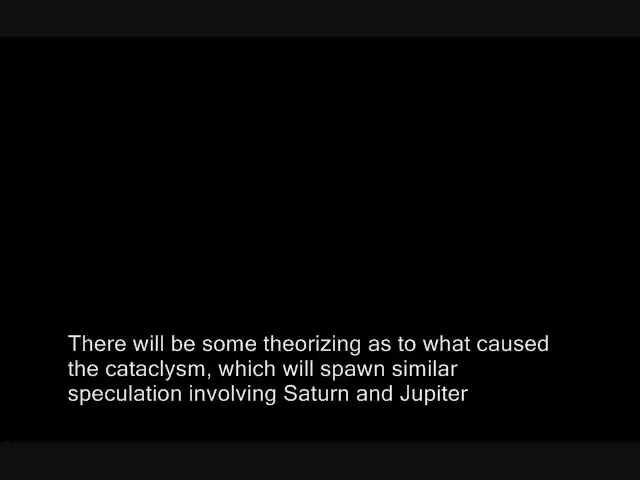 There will be some theorizing as to what caused
the cataclysm, which will spawn similar
speculation involving Saturn and Jupiter